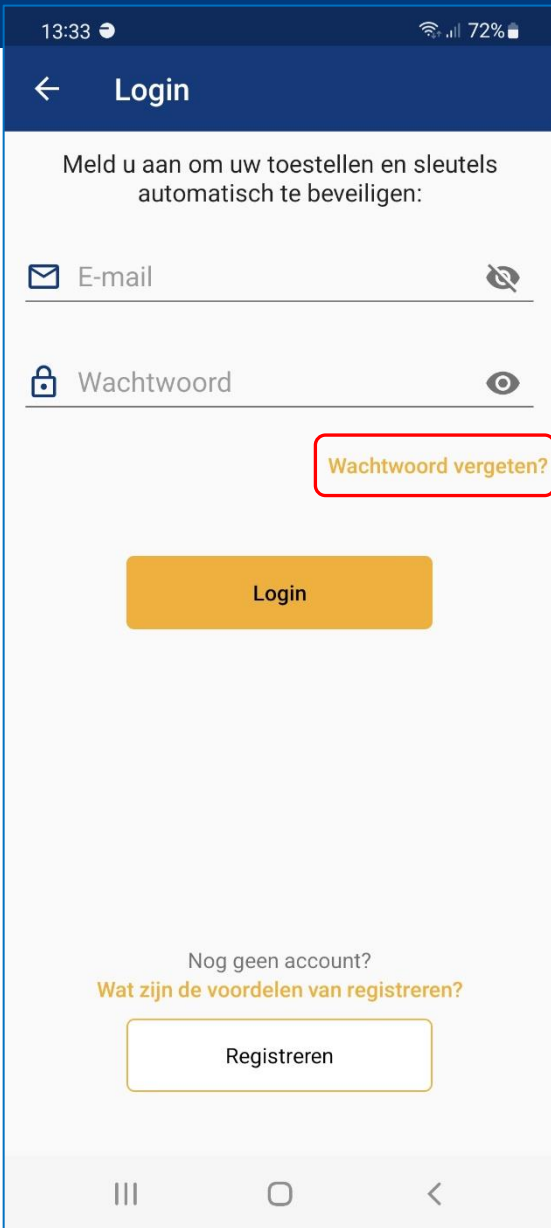 13:33 72%
Login
Meld u aan om uw toestellen en sleutels
automatisch te beveiligen:
E-mail
Wachtwoord
Wachtwoord vergeten?
Login
Nog geen account?
Wat zijn de voordelen van registreren?
Registreren